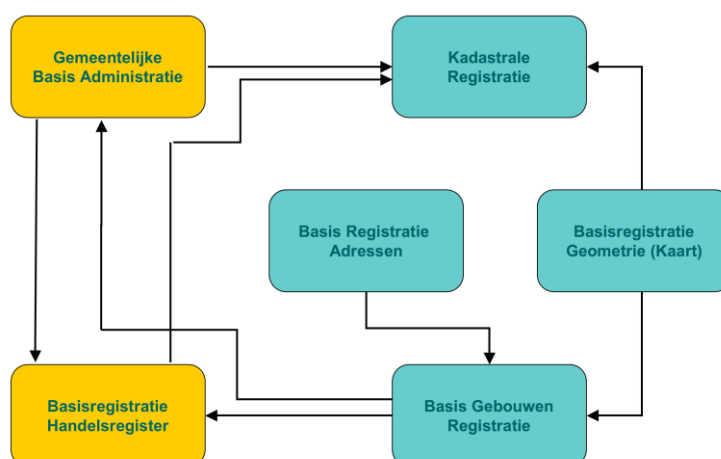 Gemeentelijke
Basis Administratie
Kadastrale
Registratie
Basis Registratie
Adressen
Basisregistratie
Geometrie (Kaart)
Basisregistratie
Handelsregister
Basis Gebouwen
Registratie